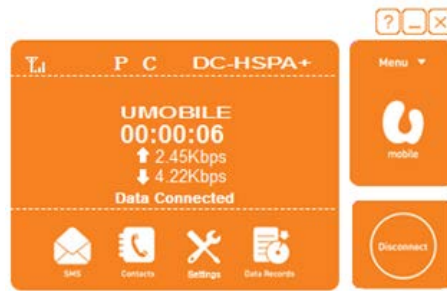 ?
P C DC-HSPA+
UMOBILE
00:00:06
2.45Kbps
4.22Kbps
Data Connected
SMS Contacts Settings Data Records
Menu
mobile
Disconnect